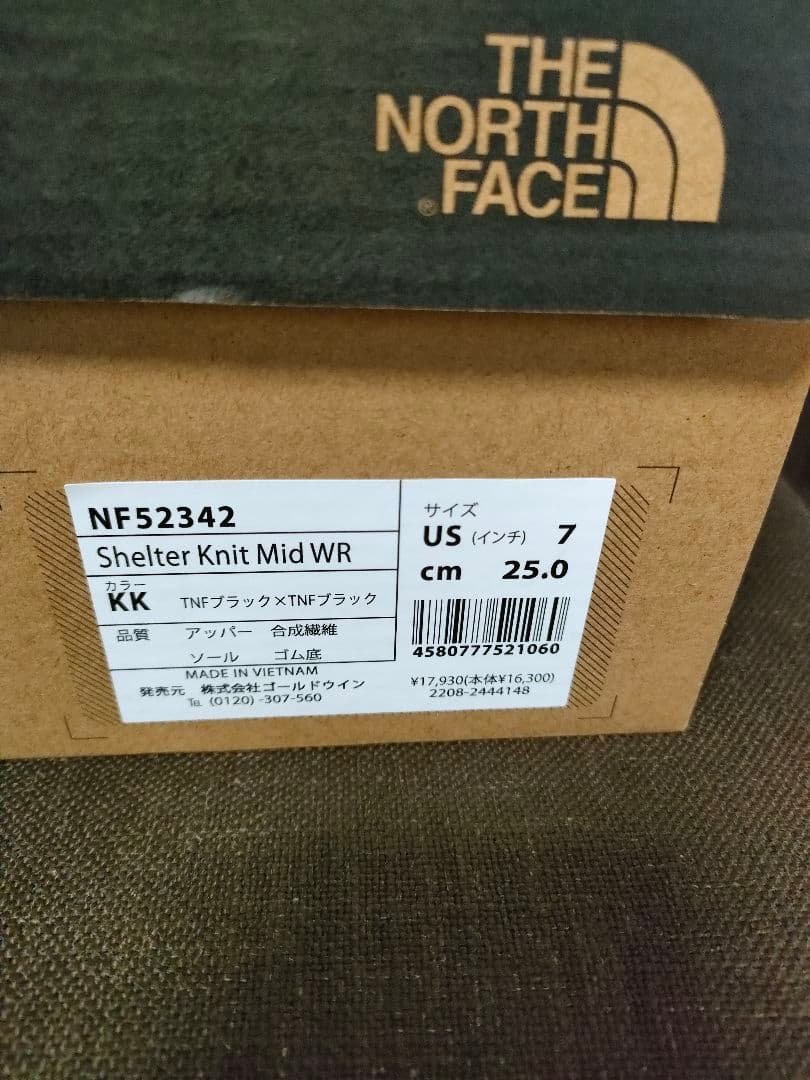 THE
NORTH
FACE
®
NF52342
Shelter Knit Mid WR
カラー
KK TNFブラック×TNFブラック
品質 アッパー 合成繊維
ソール ゴム底
MADE IN VIETNAM
発売元 株式会社ゴールドウイン
TEL (0120)-307-560
サイズ
US (インチ) 7
cm 25.0
4580777521060
¥17,930(本体¥16,300)
2208-2444148